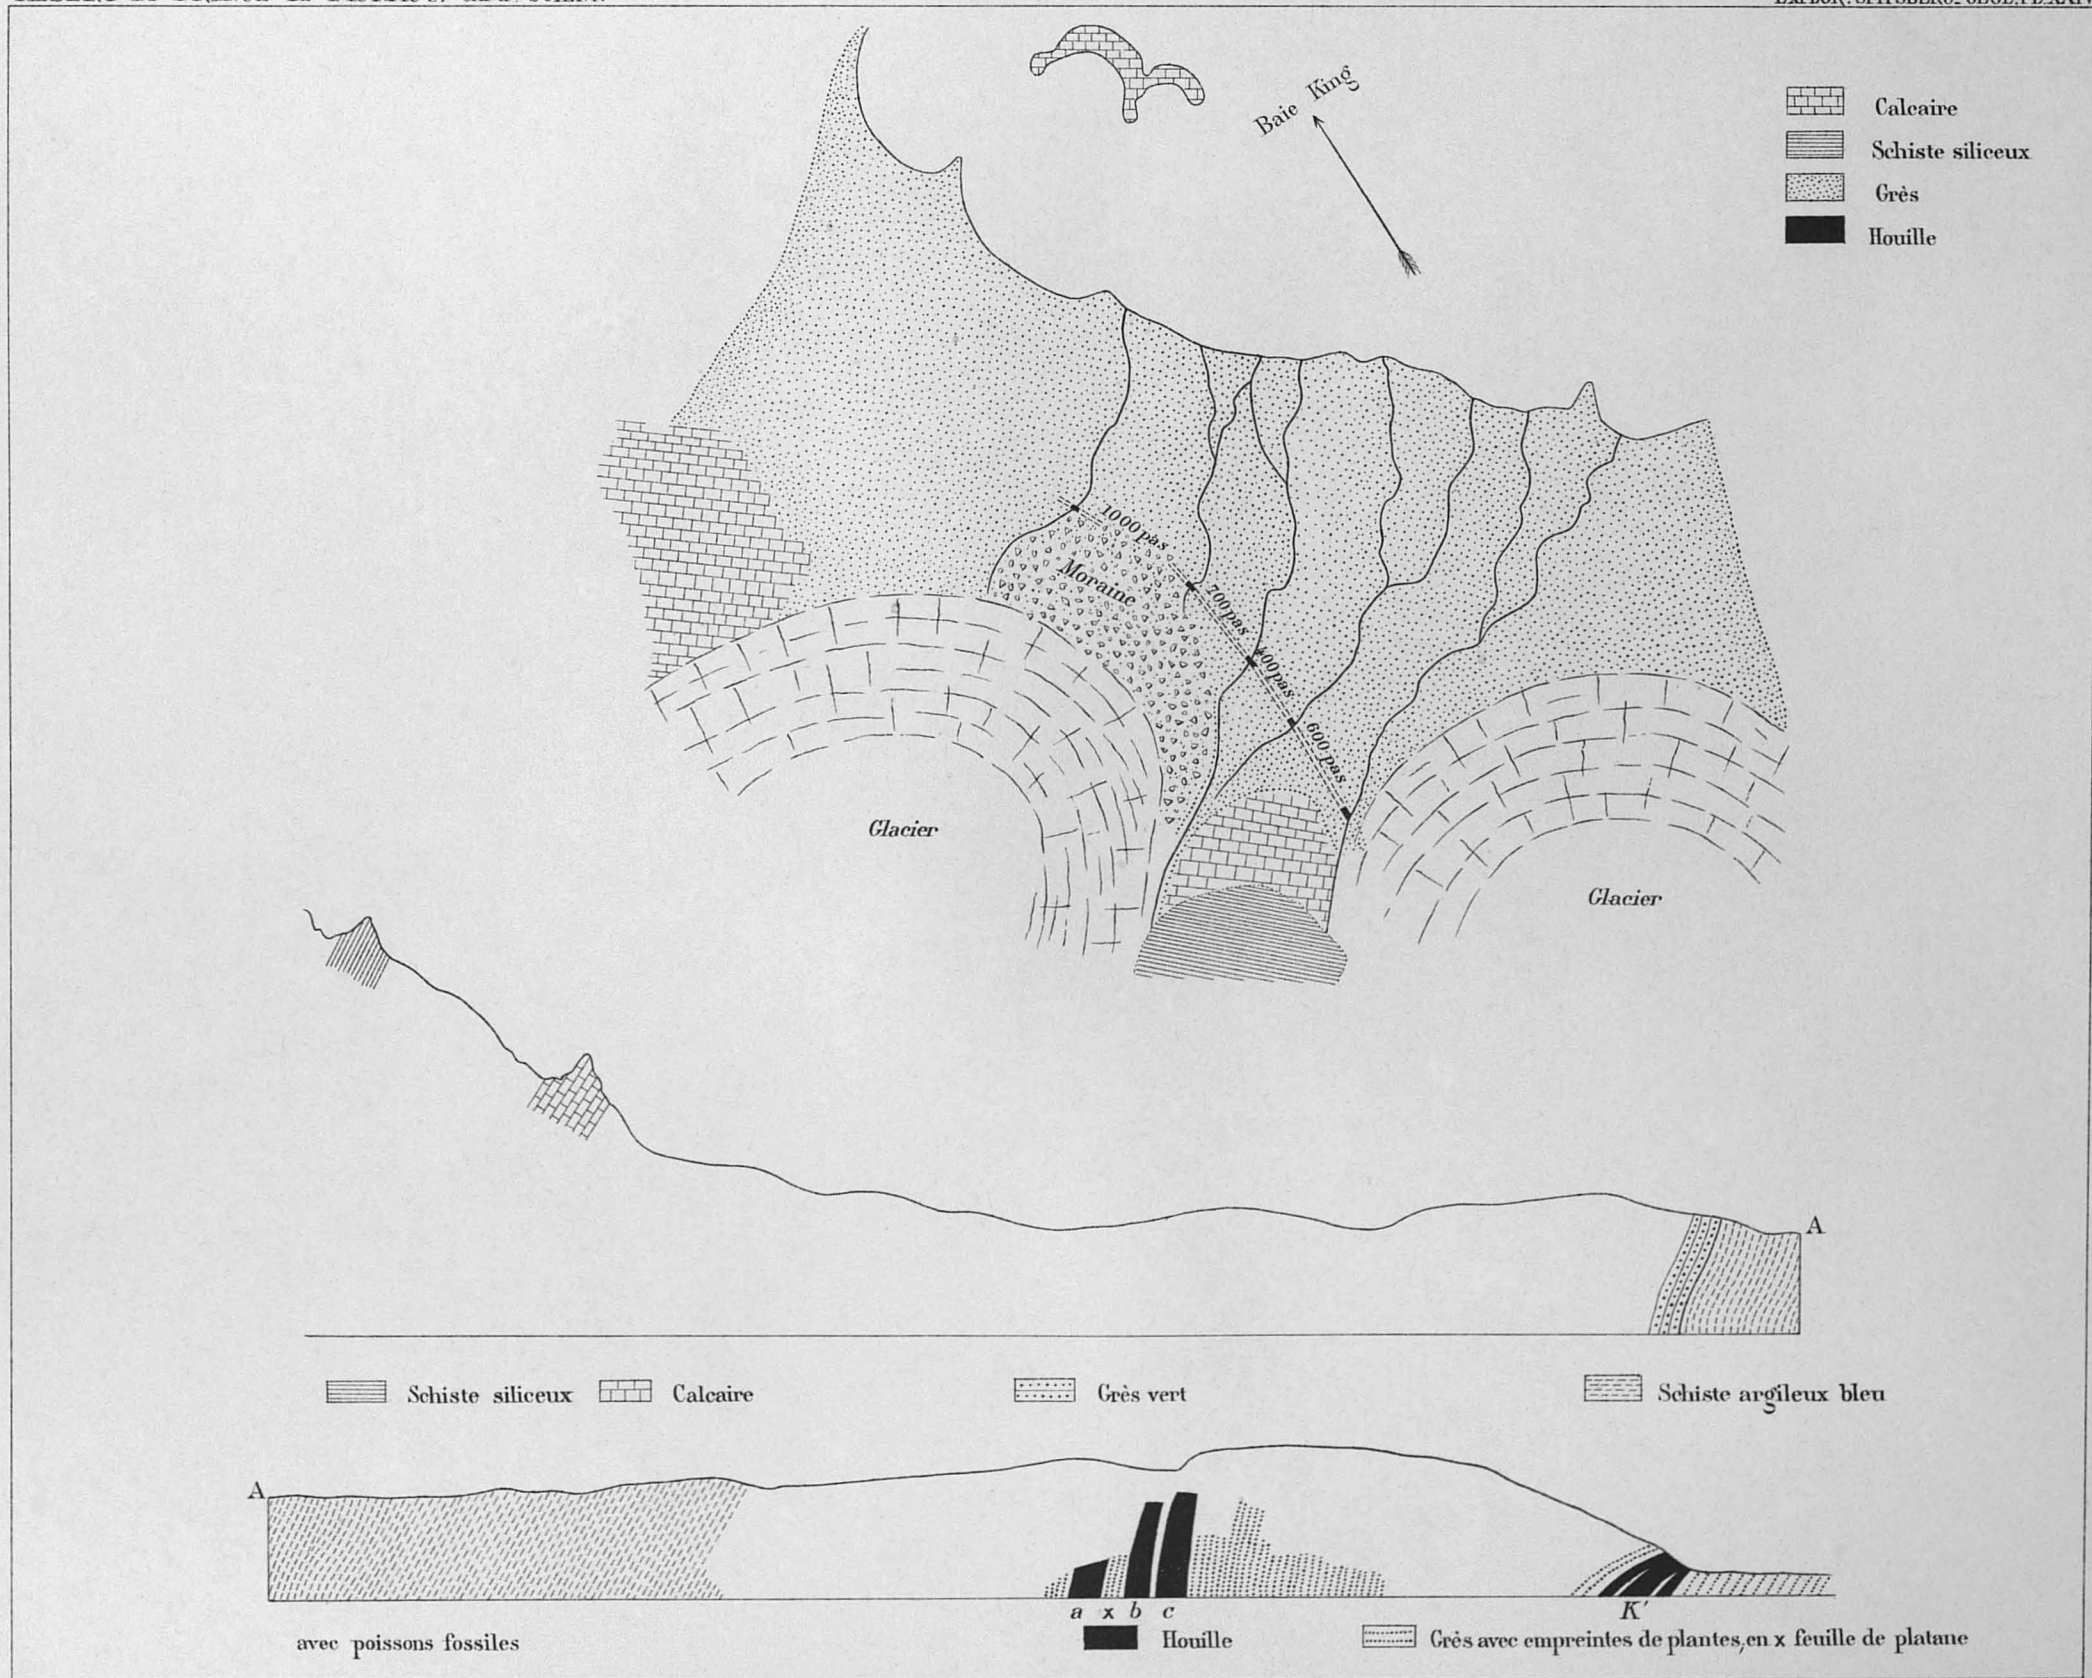 Baie King
Calcaire
Schiste siliceux
Grès
Houille
1000 pas
Moraine
700 pas
400 pas
600 pas
Glacier
Glacier
A
Schiste siliceux
Calcaire
Grès vert
Schiste argileux bleu
A
a x b c
K'
avec poissons fossiles
Houille
Grès avec empreintes de plantes, en x feuille de platane